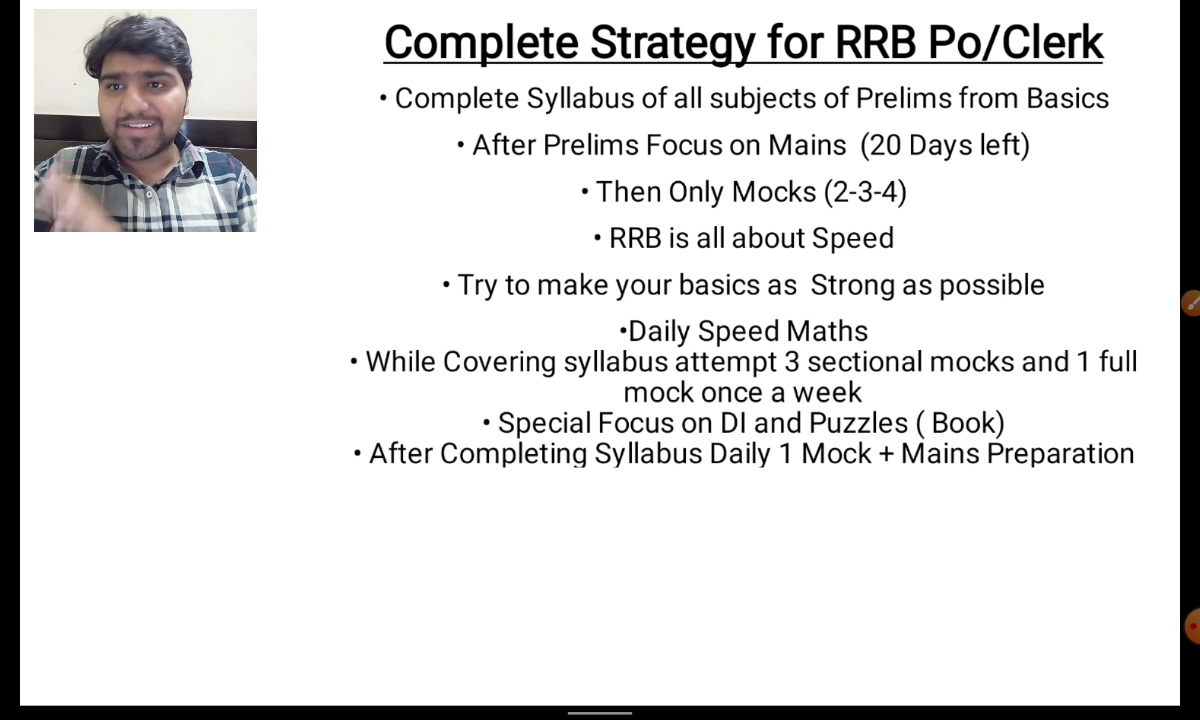 Complete Strategy for RRB Po/Clerk
• Complete Syllabus of all subjects of Prelims from Basics
• After Prelims Focus on Mains  (20 Days left)
• Then Only Mocks (2-3-4)
• RRB is all about Speed
• Try to make your basics as  Strong as possible
•Daily Speed Maths
• While Covering syllabus attempt 3 sectional mocks and 1 full
mock once a week
• Special Focus on DI and Puzzles ( Book)
• After Completing Syllabus Daily 1 Mock + Mains Preparation